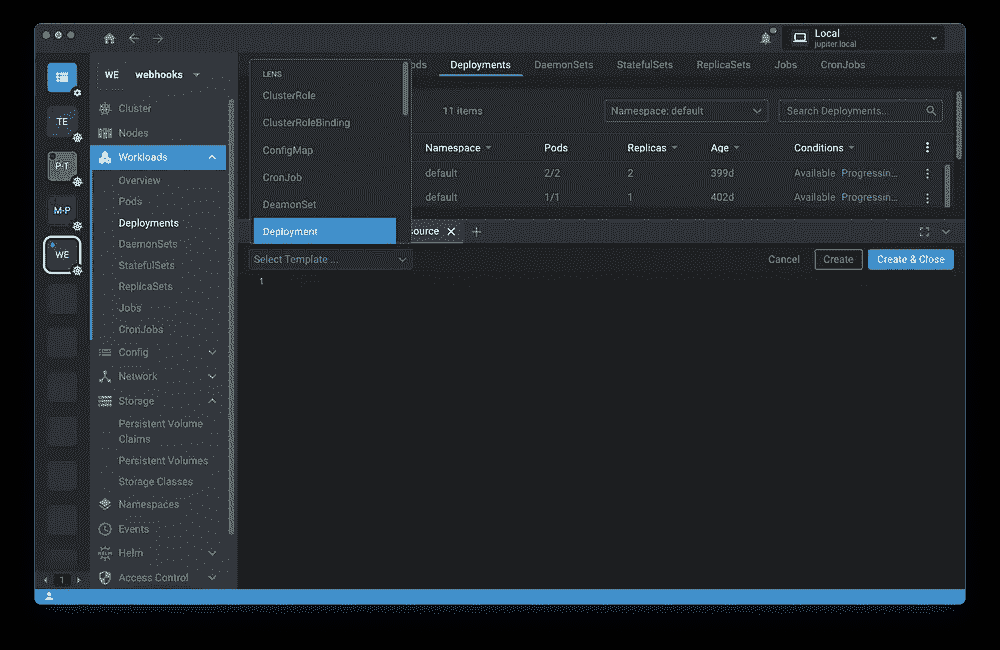 Local
jupiter local
WE webhooks
TE
P-T
M-P
WE
1
Cluster
Nodes
Workloads
Overview
Pods
Deployments
DaemonSets
StatefulSets
ReplicaSets
Jobs
CronJobs
Config
Network
Storage
Persistent Volume
Claims
Persistent Volumes
Storage Classes
Namespaces
Events
Helm
Access Control
ods Deployments DaemonSets StatefulSets ReplicaSets Jobs CronJobs
LENS
ClusterRole
ClusterRoleBinding
ConfigMap
CronJob
DeamonSet
Deployment
11 items Namespace: default Search Deployments...
Namespace Pods Replicas Age Conditions
default 2/2 2 399d Available Progressin...
default 1/1 1 402d Available Progressin...
source
Select Template ... Cancel Create Create & Close
1